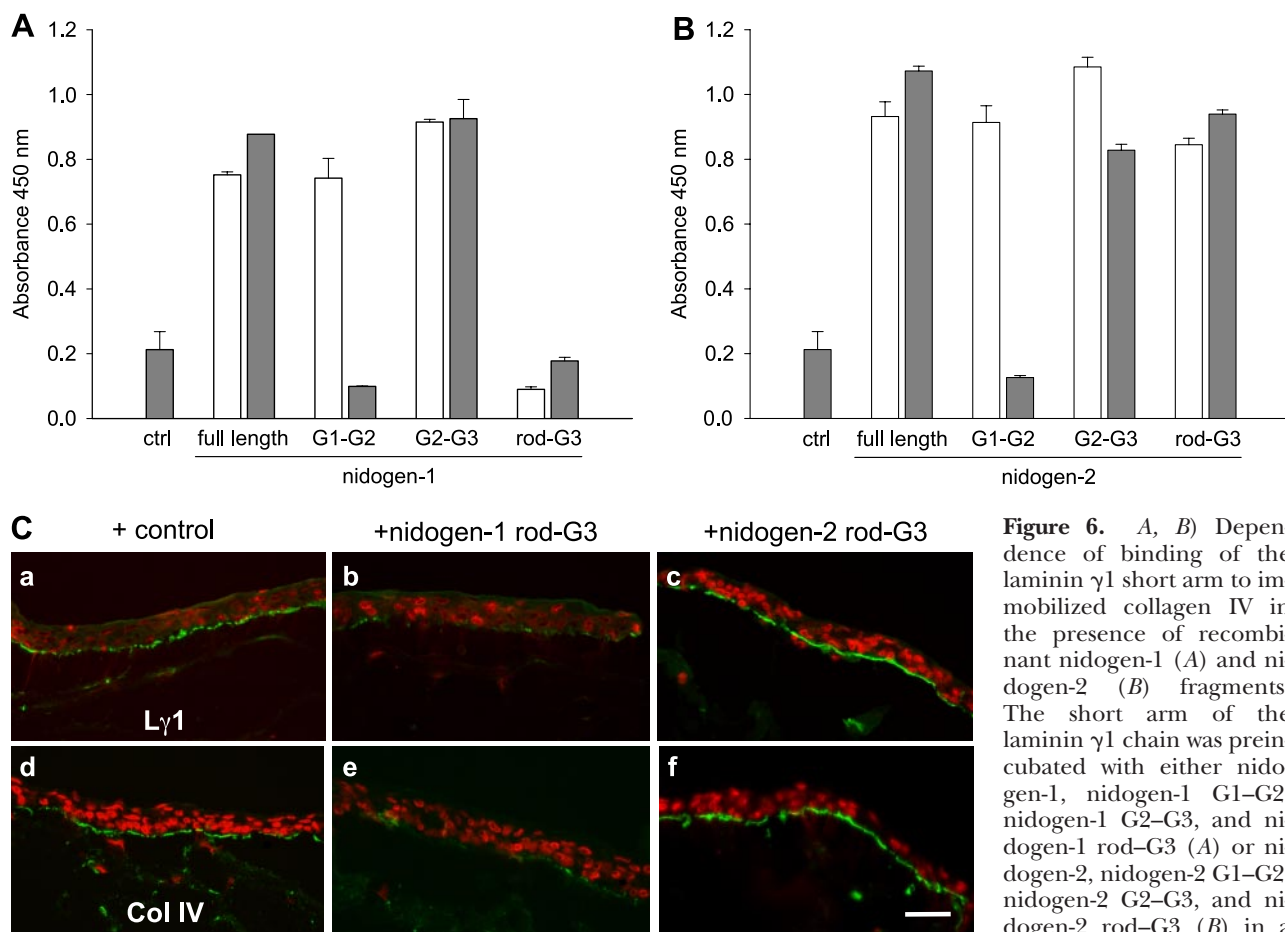 A
1.2
1.0
0.8
0.6
0.4
0.2
0.0
Absorbance 450 nm
ctrl full length G1-G2 G2-G3 rod-G3
nidogen-1
B
1.2
1.0
0.8
0.6
0.4
0.2
0.0
Absorbance 450 nm
ctrl full length G1-G2 G2-G3 rod-G3
nidogen-2
C
+ control +nidogen-1 rod-G3 +nidogen-2 rod-G3
a b c
Lγ1
d e f
Col IV
Figure 6. A, B) Depen
dence of binding of the
laminin γ1 short arm to im
mobilized collagen IV in
the presence of recombi
nant nidogen-1 (A) and ni
dogen-2 (B) fragments
The short arm of the
laminin γ1 chain was prein
cubated with either nido
gen-1, nidogen-1 G1–G2
nidogen-1 G2–G3, and ni
dogen-1 rod–G3 (A) or ni
dogen-2, nidogen-2 G1–G2
nidogen-2 G2–G3, and ni
dogen-2 rod–G3 (B) in a